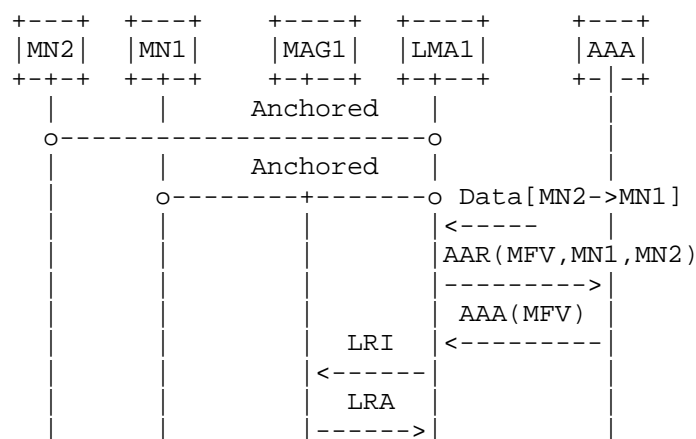 MN2 MN1 MAG1 LMA1 AAA
Anchored
Anchored
Data[MN2->MN1]
AAR(MFV,MN1,MN2)
AAA(MFV)
LRI
LRA